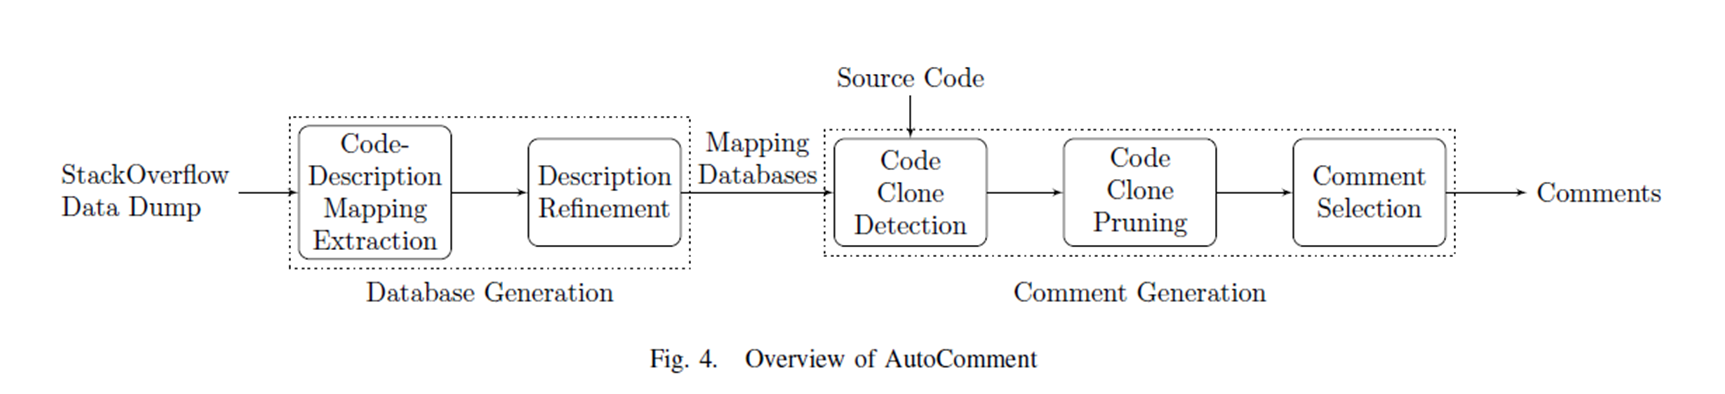 Source Code
StackOverflow
Data Dump
Code-
Description
Mapping
Extraction
Description
Refinement
Database Generation
Mapping
Databases
Code
Clone
Detection
Code
Clone
Pruning
Comment
Selection
Comment Generation
Comments
Fig. 4. Overview of AutoComment